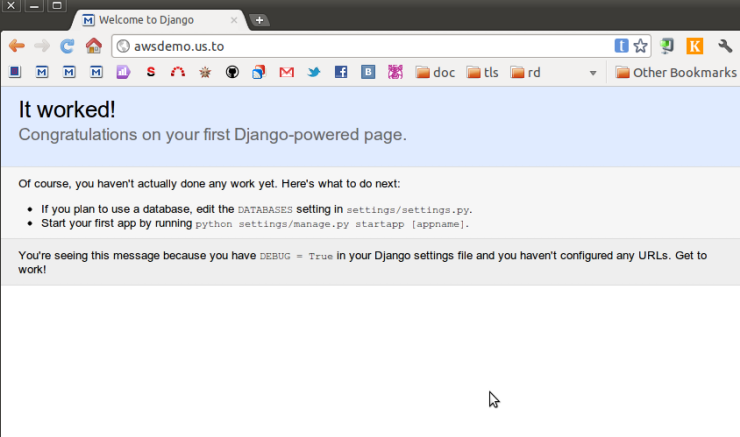 Welcome to Django
awsdemo.us.to
doc tls rd Other Bookmarks
It worked!
Congratulations on your first Django-powered page.
Of course, you haven't actually done any work yet. Here's what to do next:
If you plan to use a database, edit the DATABASES setting in settings/settings.py.
Start your first app by running python settings/manage.py startapp [appname].
You're seeing this message because you have DEBUG = True in your Django settings file and you haven't configured any URLs. Get to
work!